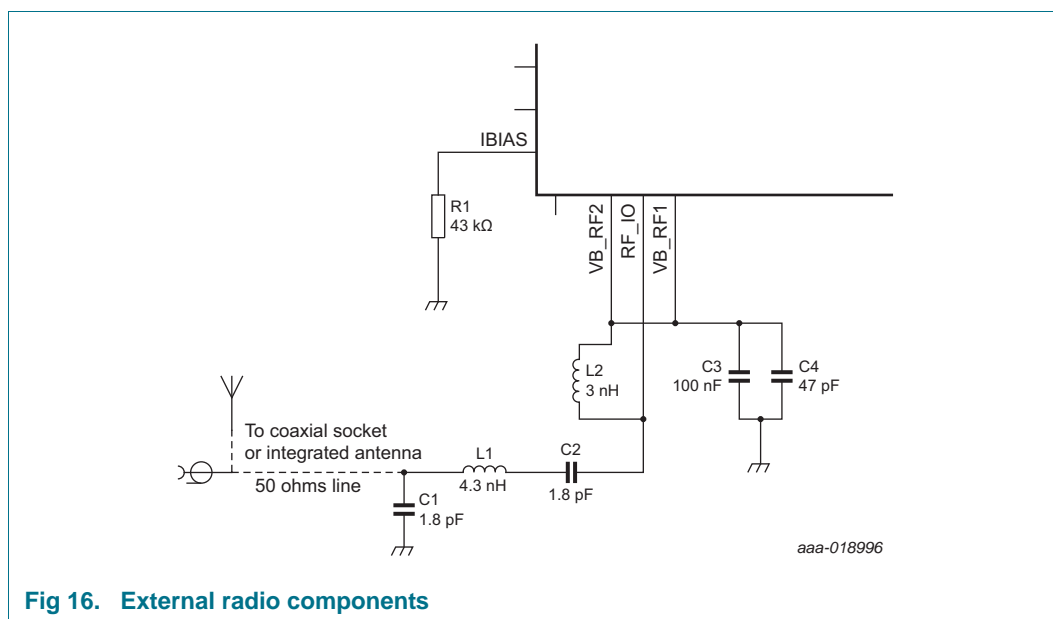 IBIAS
R1
43 kΩ
VB_RF2
RF_IO
VB_RF1
L2
3 nH
C3
100 nF
C4
47 pF
To coaxial socket
or integrated antenna
50 ohms line
L1
4.3 nH
C2
1.8 pF
C1
1.8 pF
aaa-018996
Fig 16. External radio components